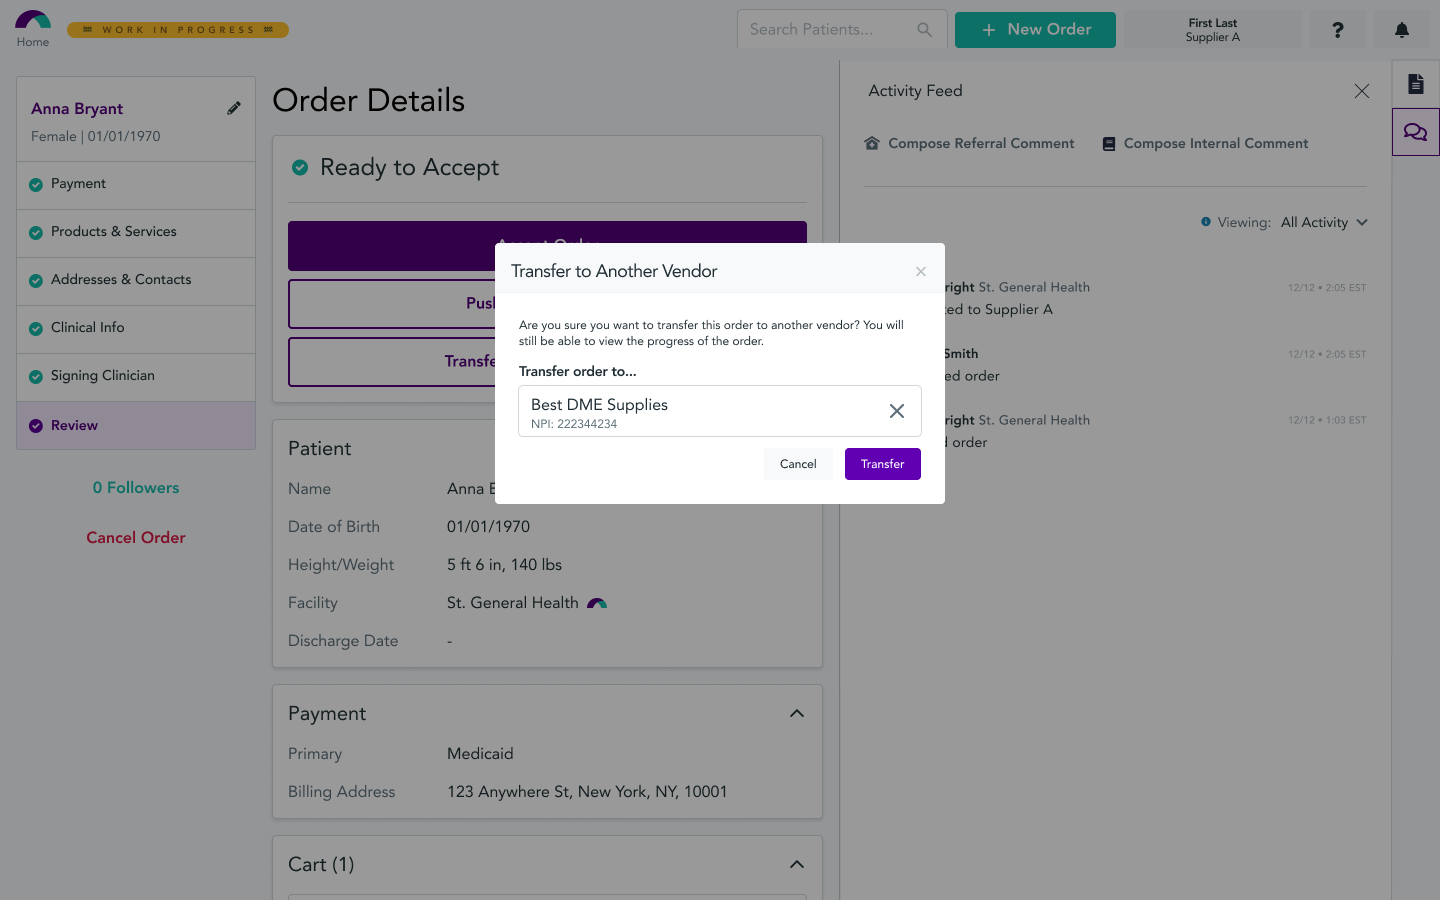 Home
WORK IN PROGRESS
Search Patients...
New Order
First Last
Supplier A
?
Anna Bryant
Female | 01/01/1970
Payment
Products & Services
Addresses & Contacts
Clinical Info
Signing Clinician
Review
0 Followers
Cancel Order
Order Details
Ready to Accept
Patient
Name
Anna
Date of Birth
01/01/1970
Height/Weight
5 ft 6 in, 140 lbs
Facility
St. General Health
Discharge Date
-
Payment
Primary
Medicaid
Billing Address
123 Anywhere St, New York, NY, 10001
Cart (1)
Transfer to Another Vendor
Are you sure you want to transfer this order to another vendor? You will
still be able to view the progress of the order.
Transfer order to...
Best DME Supplies
NPI: 222344234
Cancel
Transfer
Activity Feed
Compose Referral Comment
Compose Internal Comment
Viewing: All Activity
St. General Health
12/12 • 2:05 EST
to Supplier A
Smith
12/12 • 2:05 EST
order
St. General Health
12/12 • 1:03 EST
order